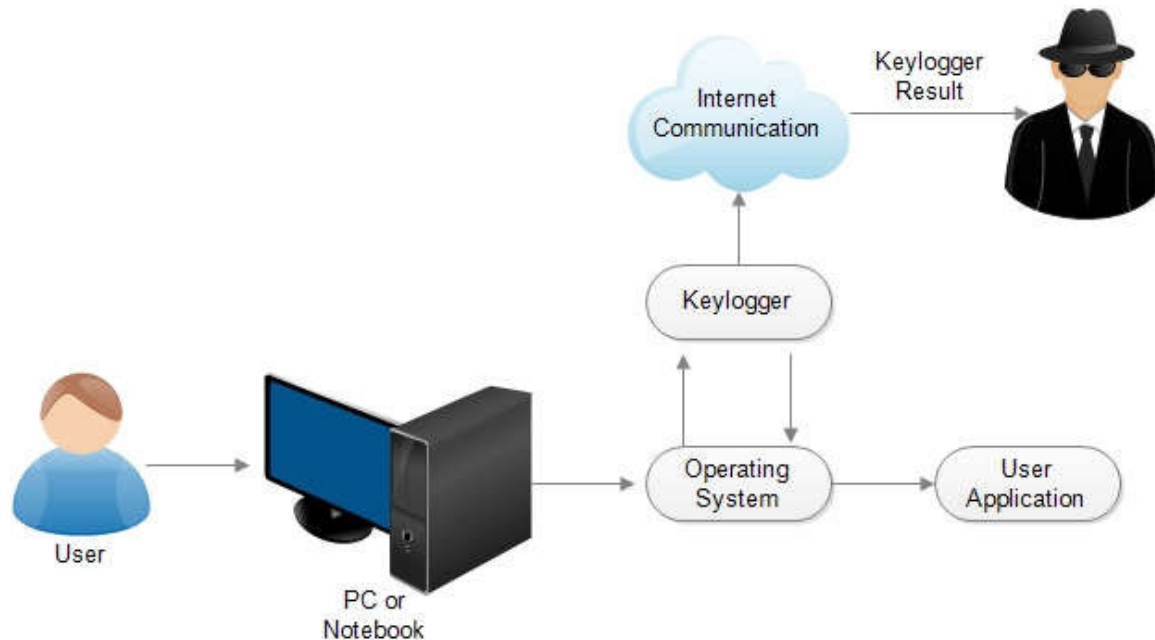 Internet
Communication
Keylogger
Result
Keylogger
Operating
System
User
Application
User
PC or
Notebook